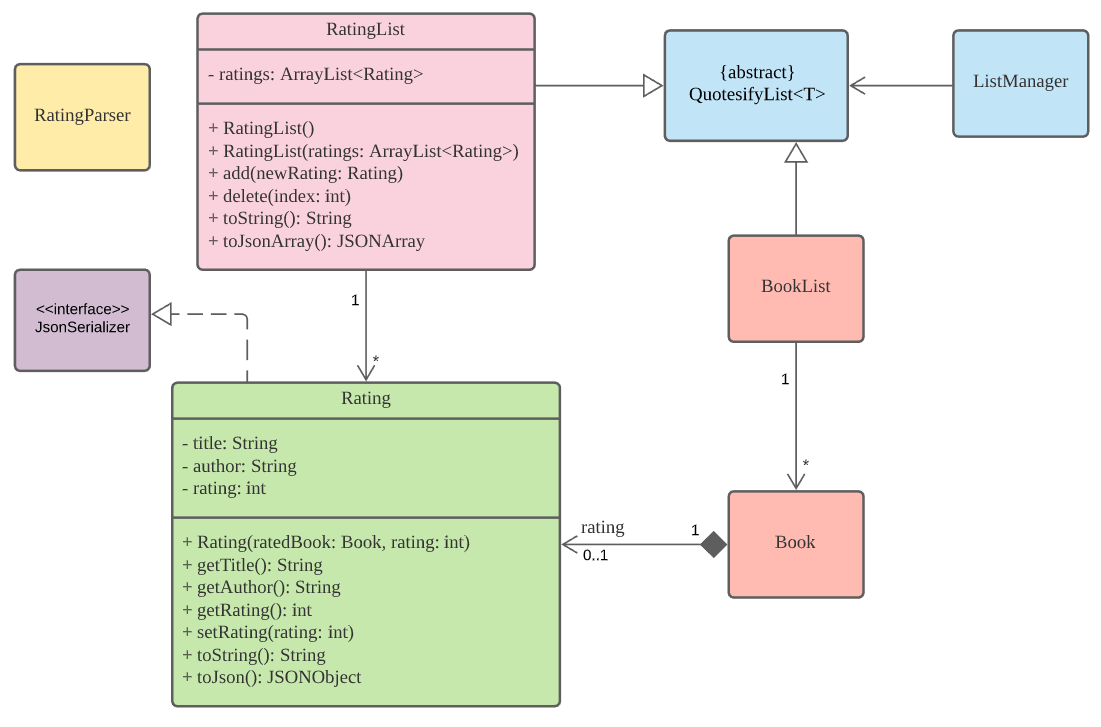 RatingList
- ratings: ArrayList<Rating>
+ RatingList()
+ RatingList(ratings: ArrayList<Rating>)
+ add(newRating: Rating)
+ delete(index: int)
+ toString(): String
+ toJsonArray(): JSONArray
{abstract}
QuotesifyList<T>
ListManager
RatingParser
<<interface>>
JsonSerializer
BookList
1
*
1
*
Rating
- title: String
- author: String
- rating: int
+ Rating(ratedBook: Book, rating: int)
+ getTitle(): String
+ getAuthor(): String
+ getRating(): int
+ setRating(rating: int)
+ toString(): String
+ toJson(): JSONObject
rating
0..1
1
Book